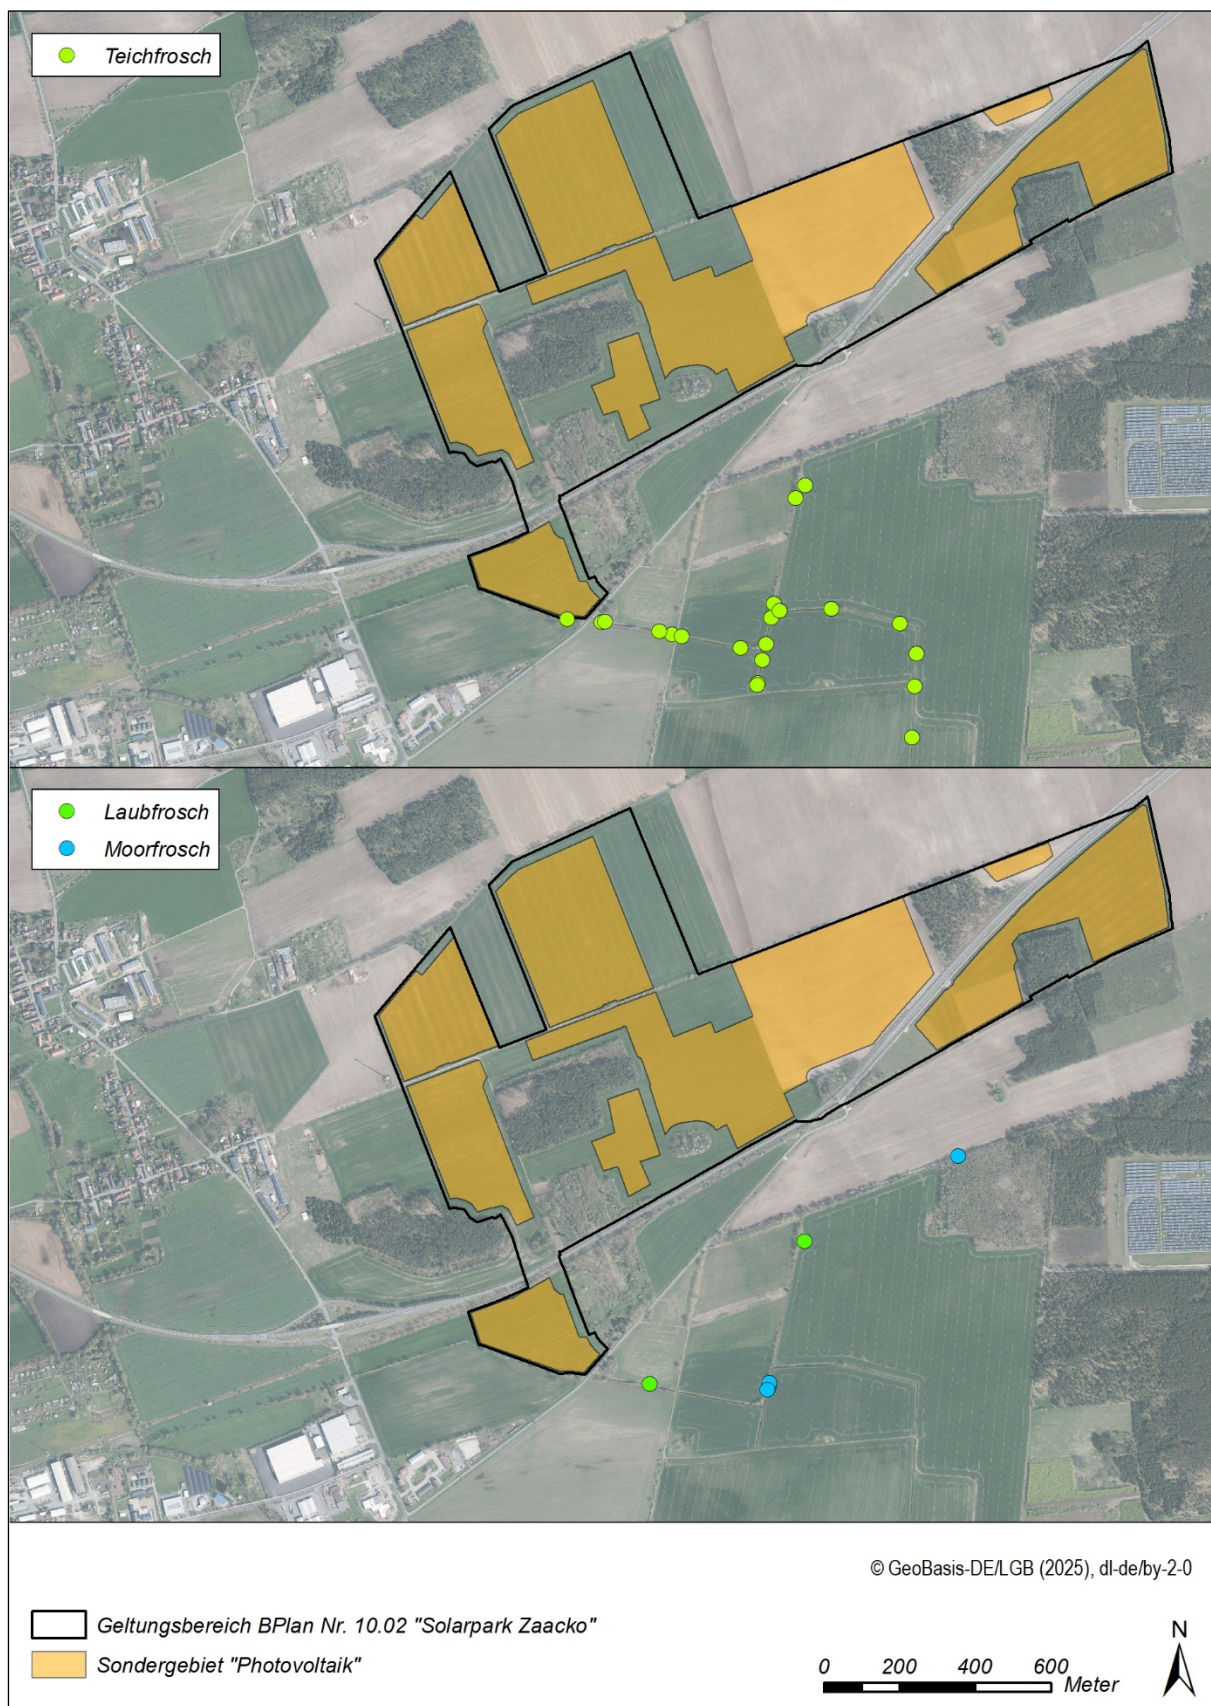 Teichfrosch
Laubfrosch
Moorfrosch
© GeoBasis-DE/LGB (2025), dl-de/by-2-0
Geltungsbereich BPlan Nr. 10.02 "Solarpark Zaacko"
Sondergebiet "Photovoltaik"
N
0 200 400 600
Meter